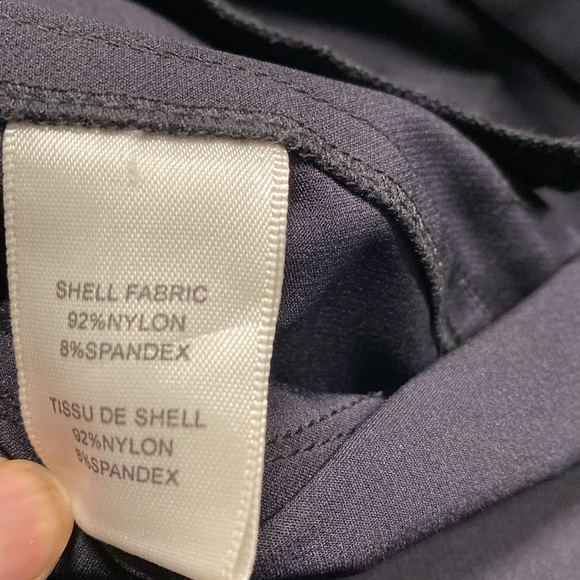 SHELL FABRIC
92%NYLON
8%SPANDEX
TISSU DE SHELL
92%NYLON
8%SPANDEX